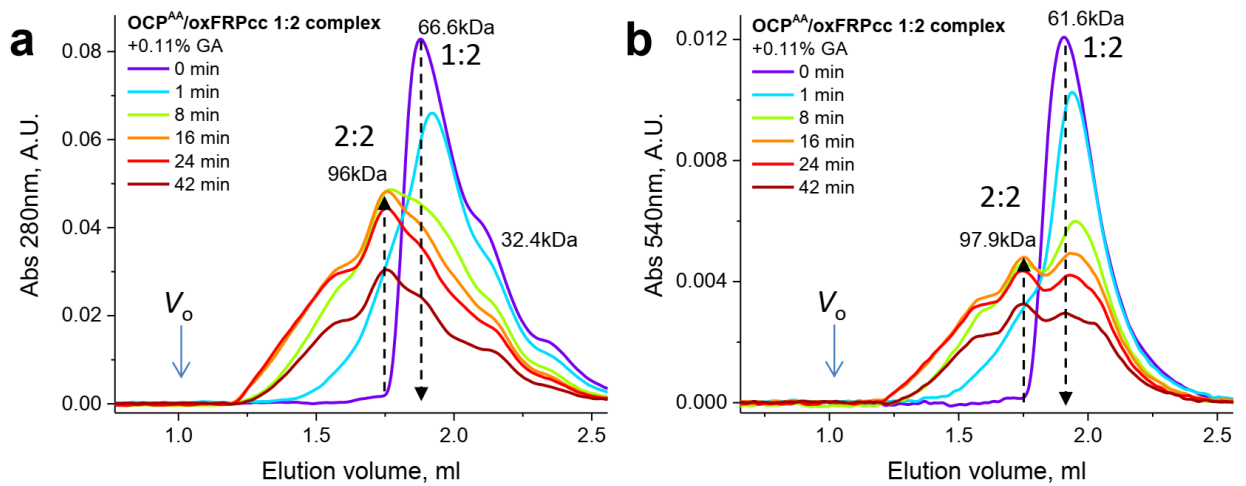 a
OCPᴬᴬ/oxFRPcc 1:2 complex
+0.11% GA
0 min
1 min
8 min
16 min
24 min
42 min
66.6kDa
1:2
2:2
96kDa
32.4kDa
Vₒ
0.08
0.06
0.04
0.02
0.00
Abs 280nm, A.U.
1.0
1.5
2.0
2.5
Elution volume, ml
b
OCPᴬᴬ/oxFRPcc 1:2 complex
+0.11% GA
0 min
1 min
8 min
16 min
24 min
42 min
61.6kDa
1:2
2:2
97.9kDa
Vₒ
0.012
0.008
0.004
0.000
Abs 540nm, A.U.
1.0
1.5
2.0
2.5
Elution volume, ml